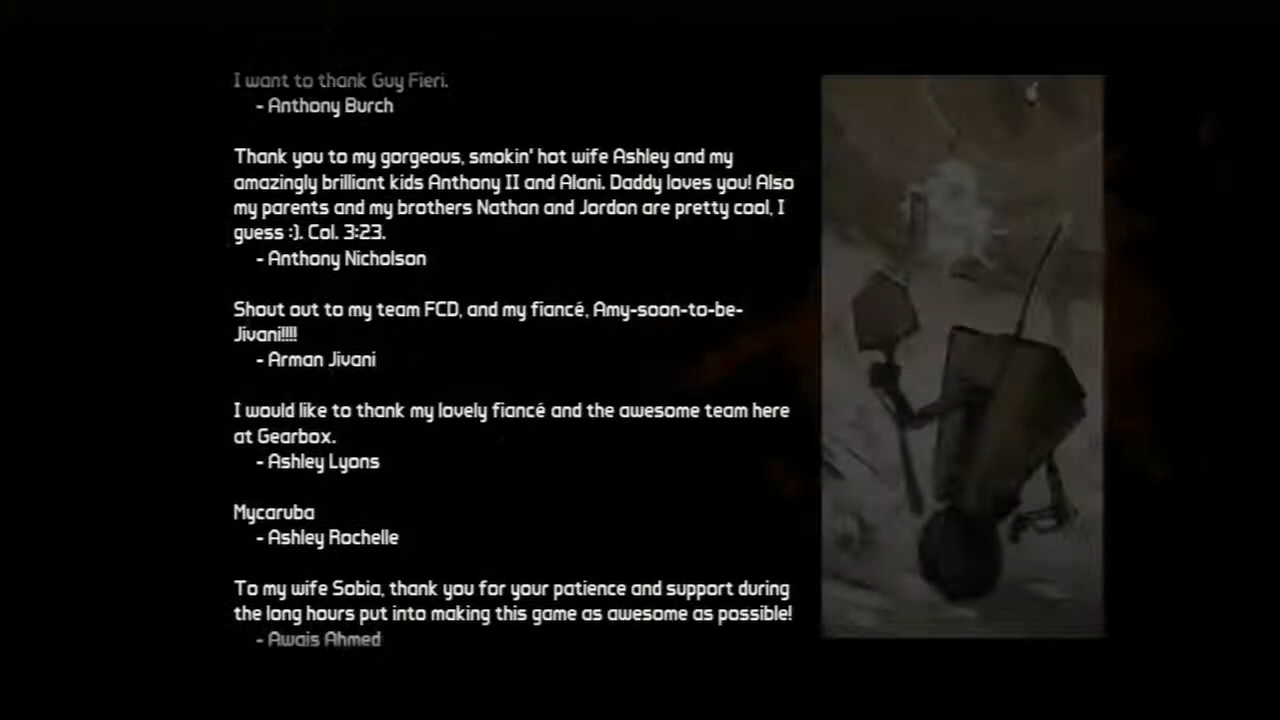 I want to thank Guy Fieri.
- Anthony Burch
Thank you to my gorgeous, smokin' hot wife Ashley and my
amazingly brilliant kids Anthony II and Alani. Daddy loves you! Also
my parents and my brothers Nathan and Jordon are pretty cool, I
guess :). Col. 3:23.
- Anthony Nicholson
Shout out to my team FCD, and my fiancé, Amy-soon-to-be-
Jivani!!!!
- Arman Jivani
I would like to thank my lovely fiancé and the awesome team here
at Gearbox.
- Ashley Lyons
Mycaruba
- Ashley Rochelle
To my wife Sobia, thank you for your patience and support during
the long hours put into making this game as awesome as possible!
- Awais Ahmed